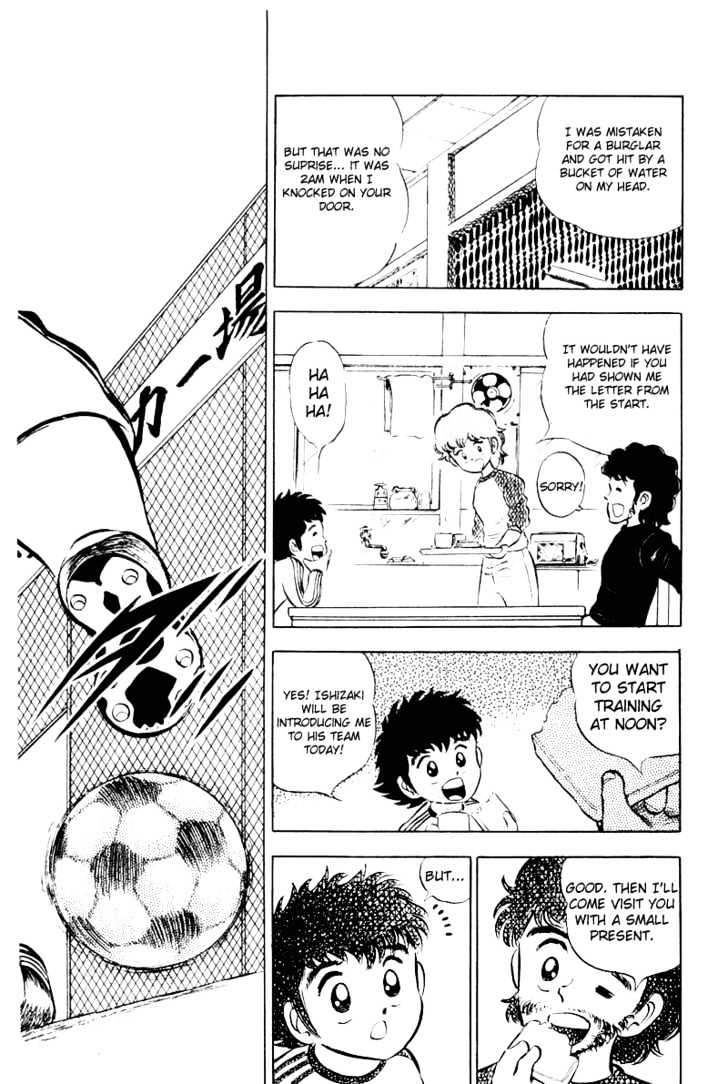 I WAS MISTAKEN
FOR A BURGLAR
AND GOT HIT BY A
BUCKET OF WATER
ON MY HEAD.
BUT THAT WAS NO
SUPRISE... IT WAS
2AM WHEN I
KNOCKED ON YOUR
DOOR.
IT WOULDN'T HAVE
HAPPENED IF YOU
HAD SHOWN ME
THE LETTER FROM
THE START.
SORRY!
HA
HA
HA!
YOU WANT
TO START
TRAINING
AT NOON?
YES! ISHIZAKI
WILL BE
INTRODUCING ME
TO HIS TEAM
TODAY!
GOOD. THEN I'LL
COME VISIT YOU
WITH A SMALL
PRESENT.
BUT...
カー場